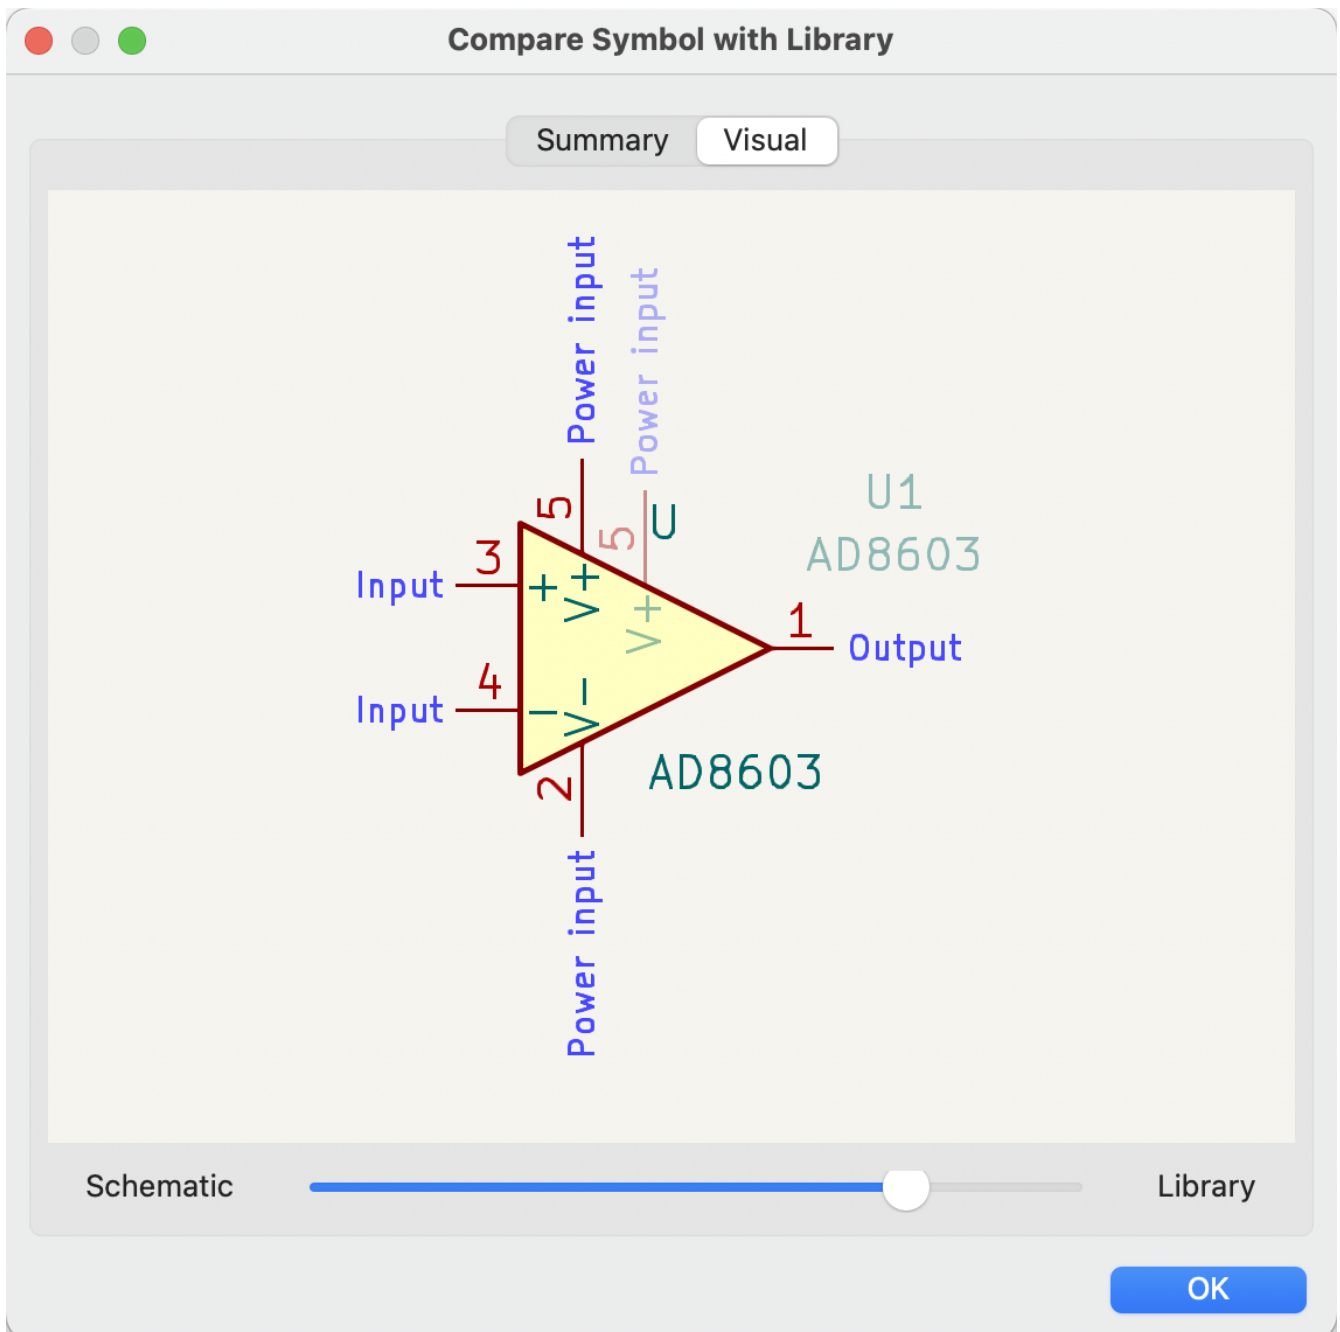 Compare Symbol with Library
Summary
Visual
Power input
Power input
5
5
U
U1
AD8603
3
Input
+
V+
V+
1
Output
4
Input
−
V−
2
AD8603
Power input
Schematic
Library
OK